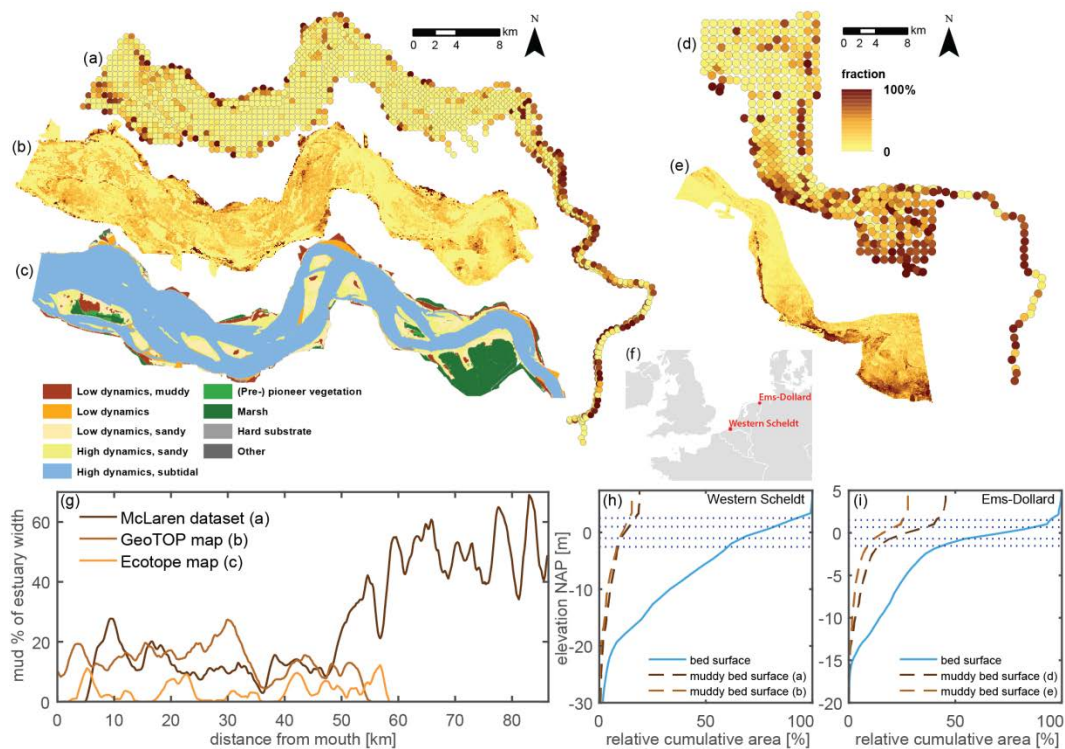 (a)
0 2 4 8 km
N
(d)
0 2 4 8 km
N
fraction
100%
0
(b)
(e)
(c)
(f)
Ems-Dollard
Western Scheldt
Low dynamics, muddy
Low dynamics
Low dynamics, sandy
High dynamics, sandy
High dynamics, subtidal
(Pre-) pioneer vegetation
Marsh
Hard substrate
Other
(g)
McLaren dataset (a)
GeoTOP map (b)
Ecotope map (c)
mud % of estuary width
60
40
20
0
0 10 20 30 40 50 60 70 80
distance from mouth [km]
(h) Western Scheldt
elevation NAP [m]
0
-10
-20
-30
bed surface
muddy bed surface (a)
muddy bed surface (b)
0 50 100
relative cumulative area [%]
(i) Ems-Dollard
5
0
-5
-10
-15
-20
bed surface
muddy bed surface (d)
muddy bed surface (e)
0 50 100
relative cumulative area [%]